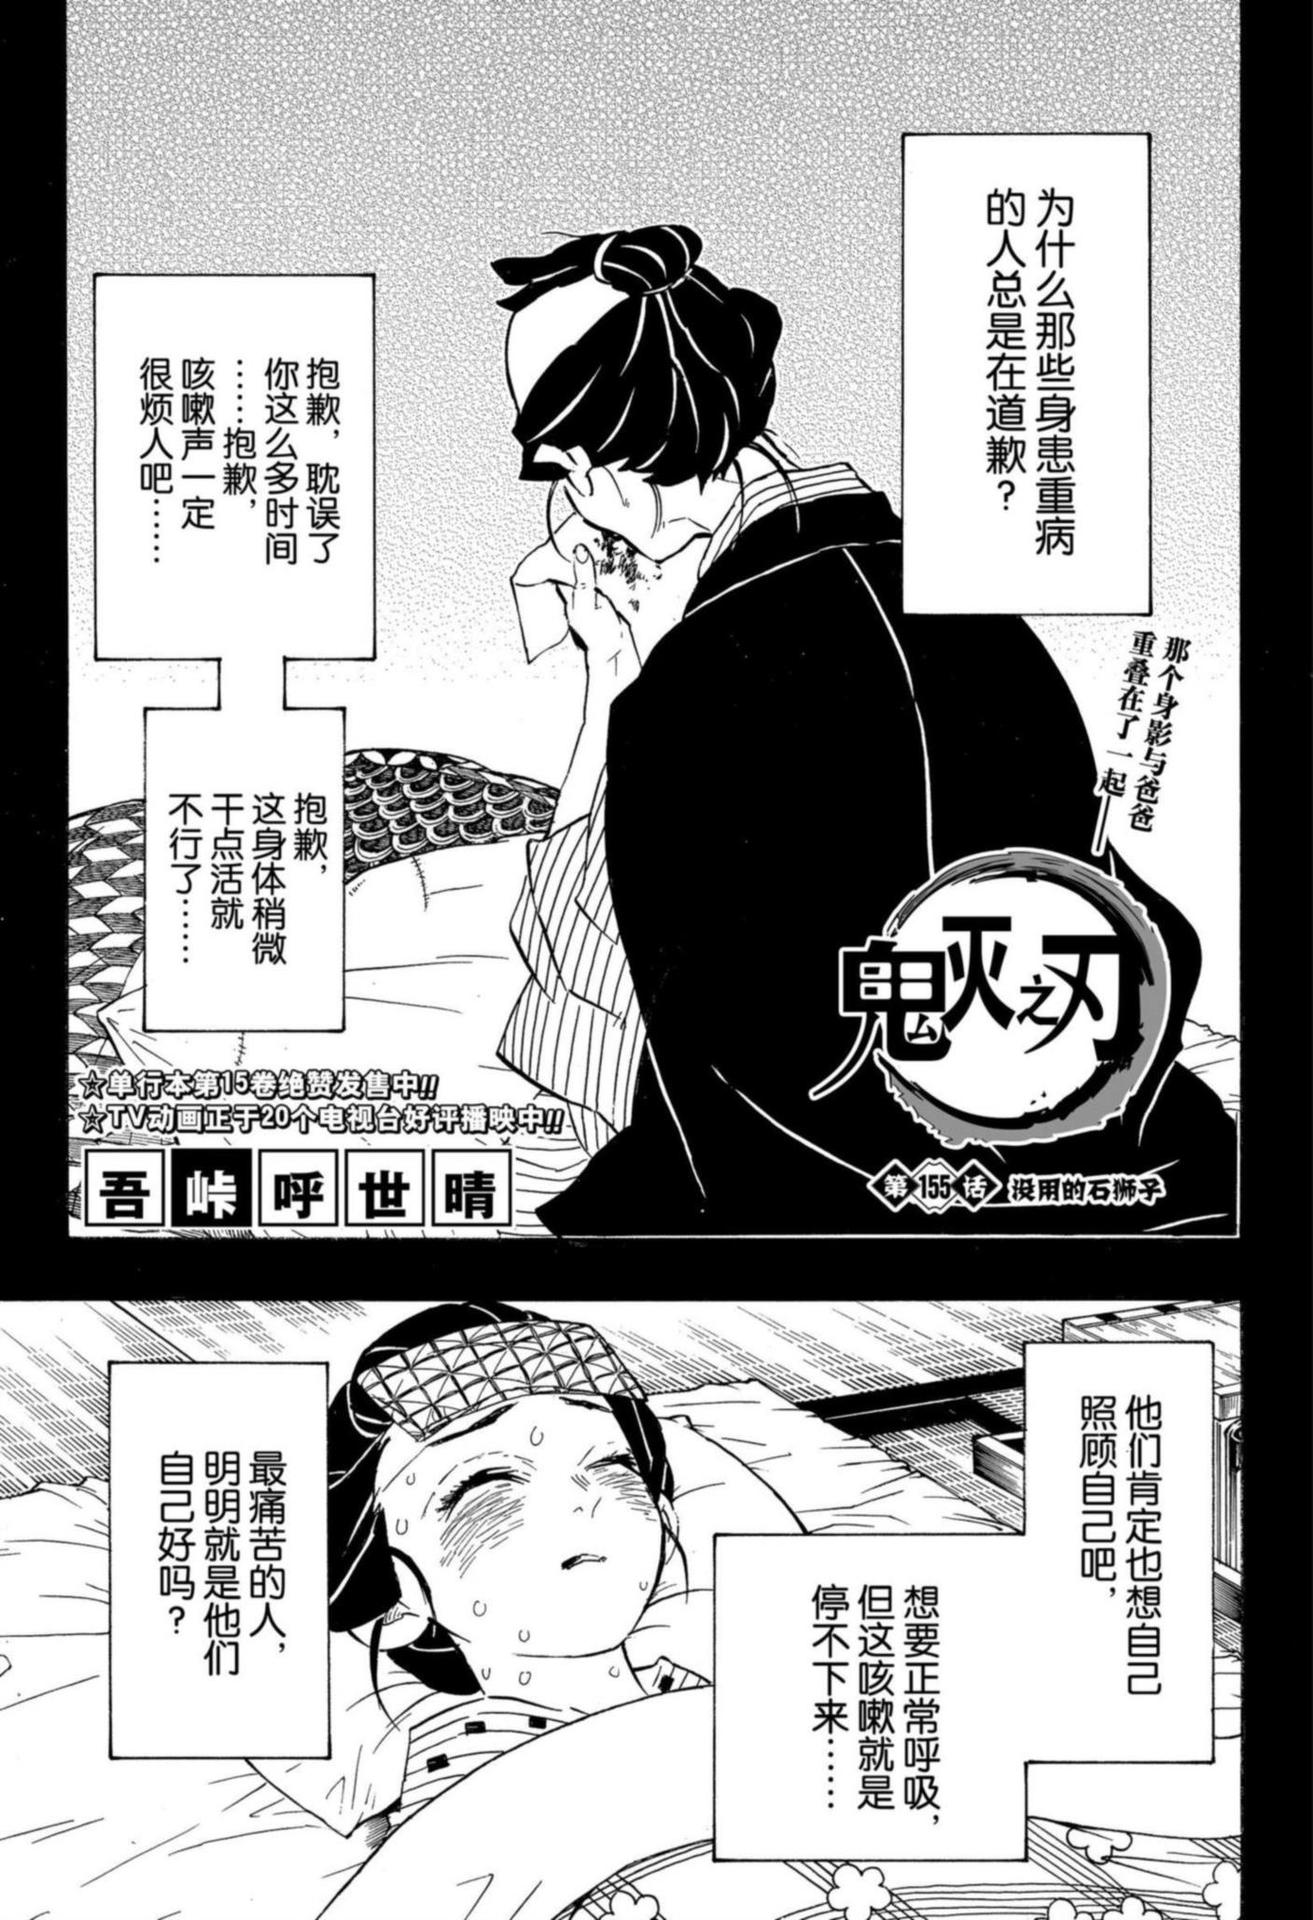 为什么那些身患重病
的人总是在道歉？
抱歉，耽误了
你这么多时间
……抱歉，
咳嗽声一定
很烦人吧……
抱歉，
这身体稍微
干点活就
不行了……
那个身影与爸爸
重叠在了一起——
鬼灭之刃
第155话 没用的石狮子
☆单行本第15卷绝赞发售中!!
☆TV动画正于20个电视台好评播映中!!
吾峠呼世晴
他们肯定也想自己
照顾自己吧，
想要正常呼吸，
但这咳嗽就是
停不下来……
最痛苦的人，
明明就是他们
自己好吗？